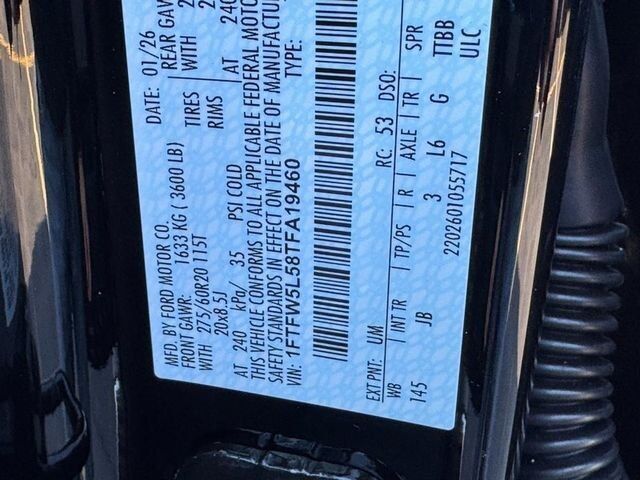 MFD. BY FORD MOTOR CO.
DATE: 01/26
FRONT GAWR: 1633 KG ( 3600 LB)
REAR GAW
WITH 275/60R20 115T
TIRES
WITH
20x8.5J
RIMS
AT 240 kPa/ 35 PSI COLD
AT 240
THIS VEHICLE CONFORMS TO ALL APPLICABLE FEDERAL MOTOR
SAFETY STANDARDS IN EFFECT ON THE DATE OF MANUFACTUR
VIN: 1FTFW5L58TFA19460
TYPE:
EXT PNT: UM
RC: 53
DSO:
WB | INT TR | TP/PS | R | AXLE | TR | SPR
145 JB 3 L6 G TTBB
2202601055717
ULC